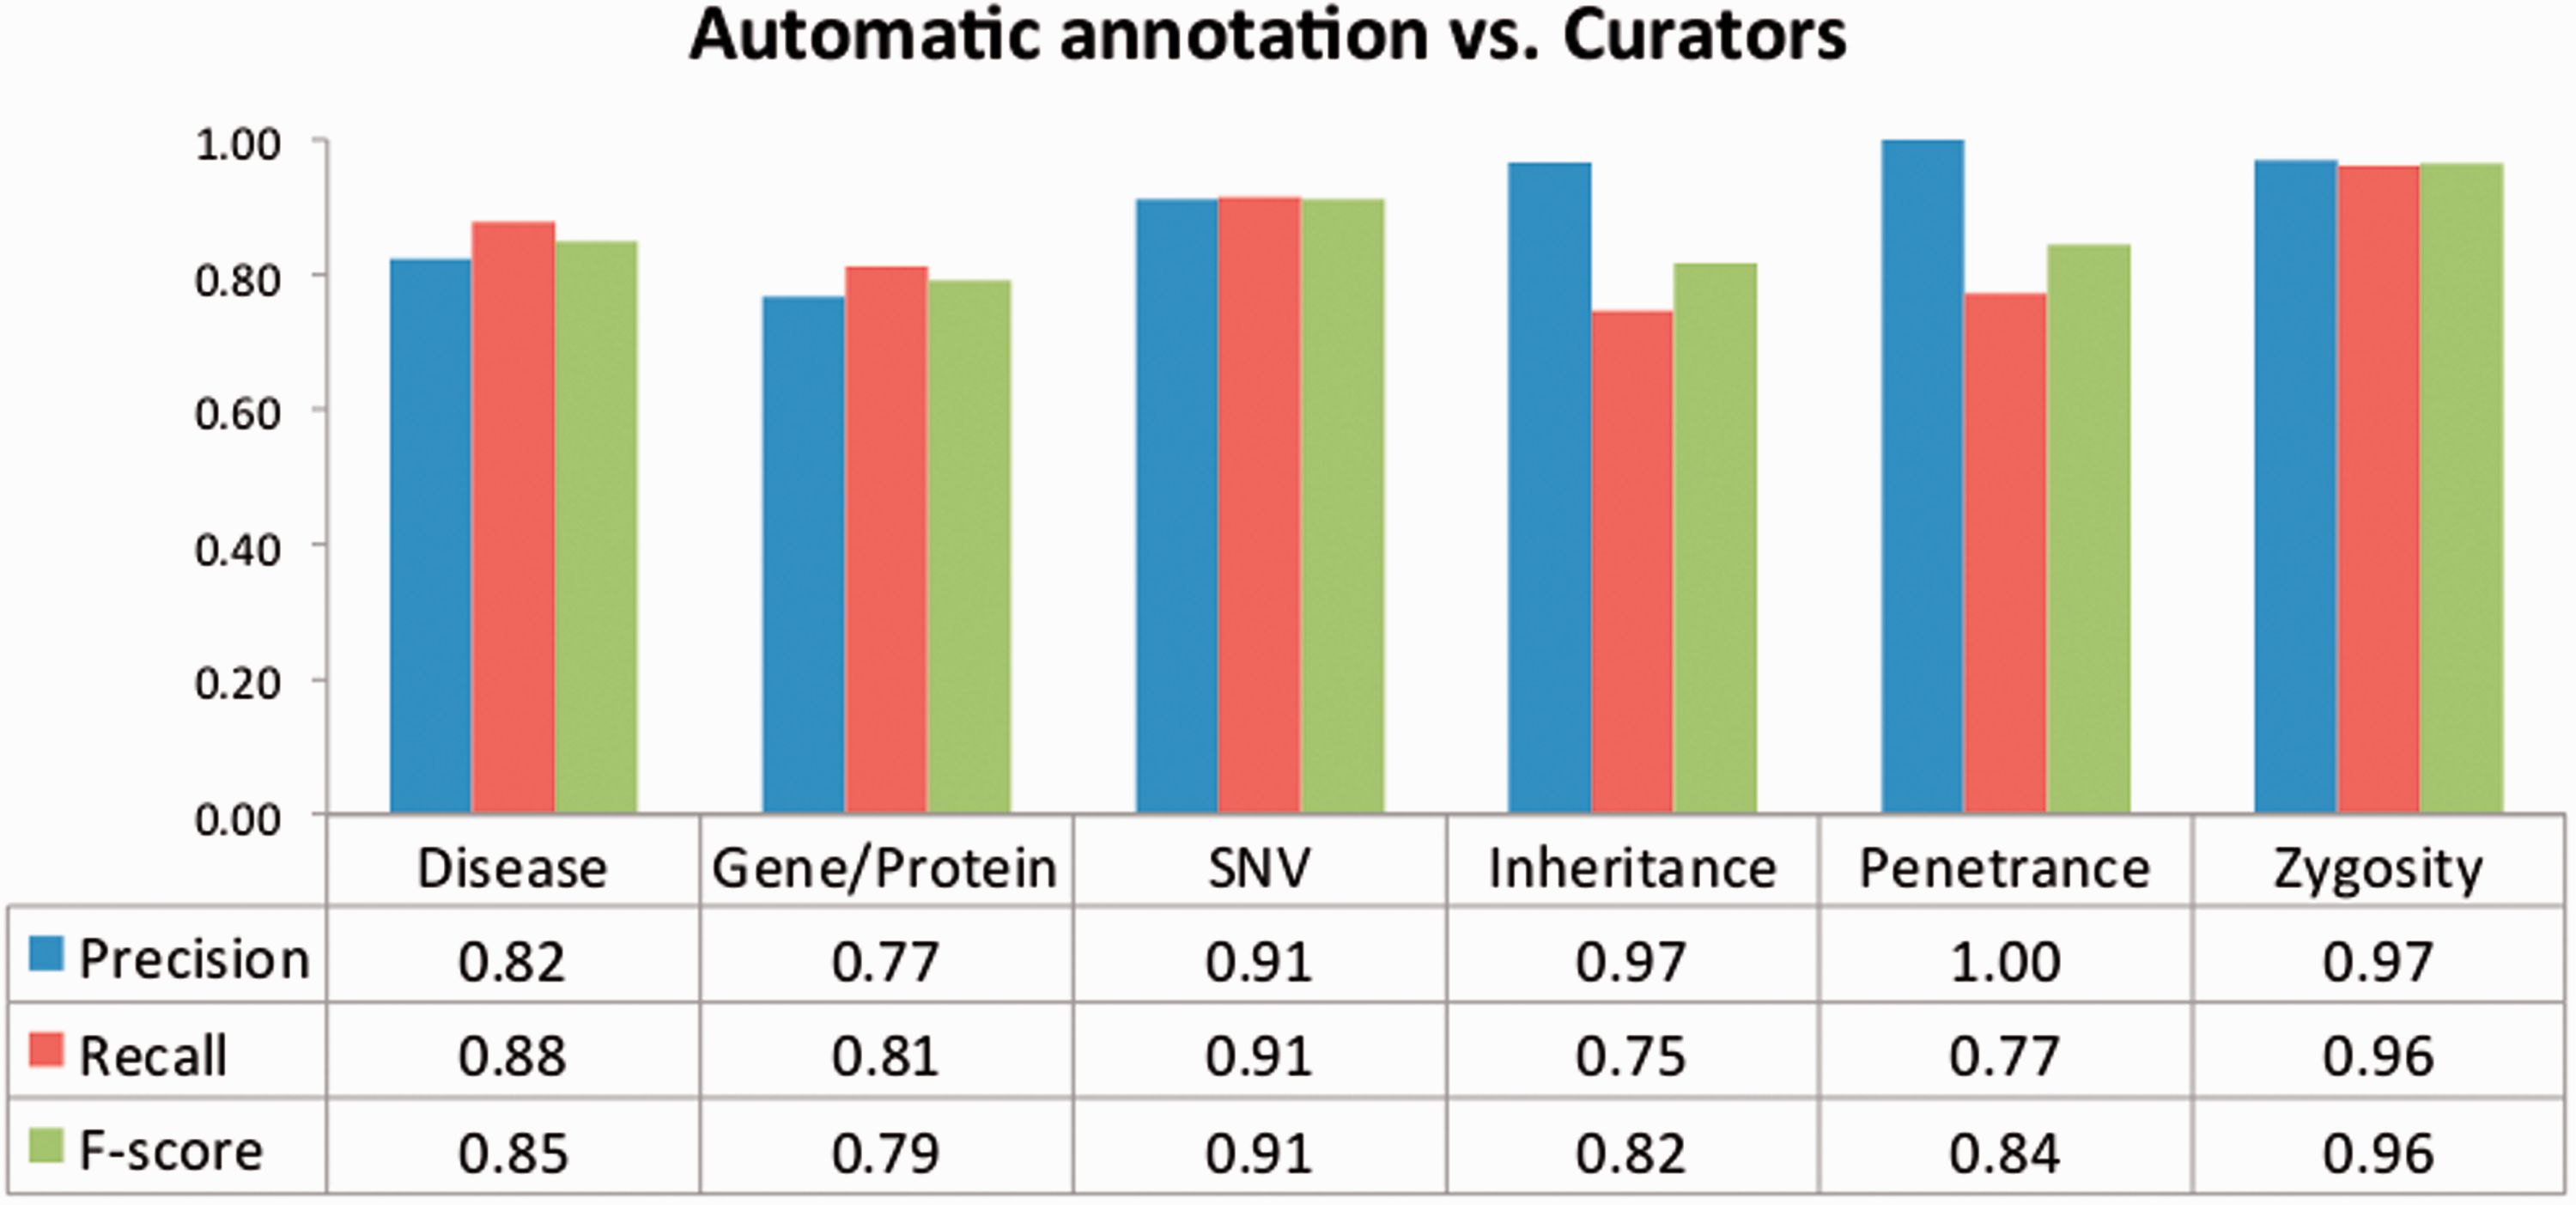 Automatic annotation vs. Curators
1.00
0.80
0.60
0.40
0.20
0.00
Disease Gene/Protein SNV Inheritance Penetrance Zygosity
Precision 0.82 0.77 0.91 0.97 1.00 0.97
Recall 0.88 0.81 0.91 0.75 0.77 0.96
F-score 0.85 0.79 0.91 0.82 0.84 0.96